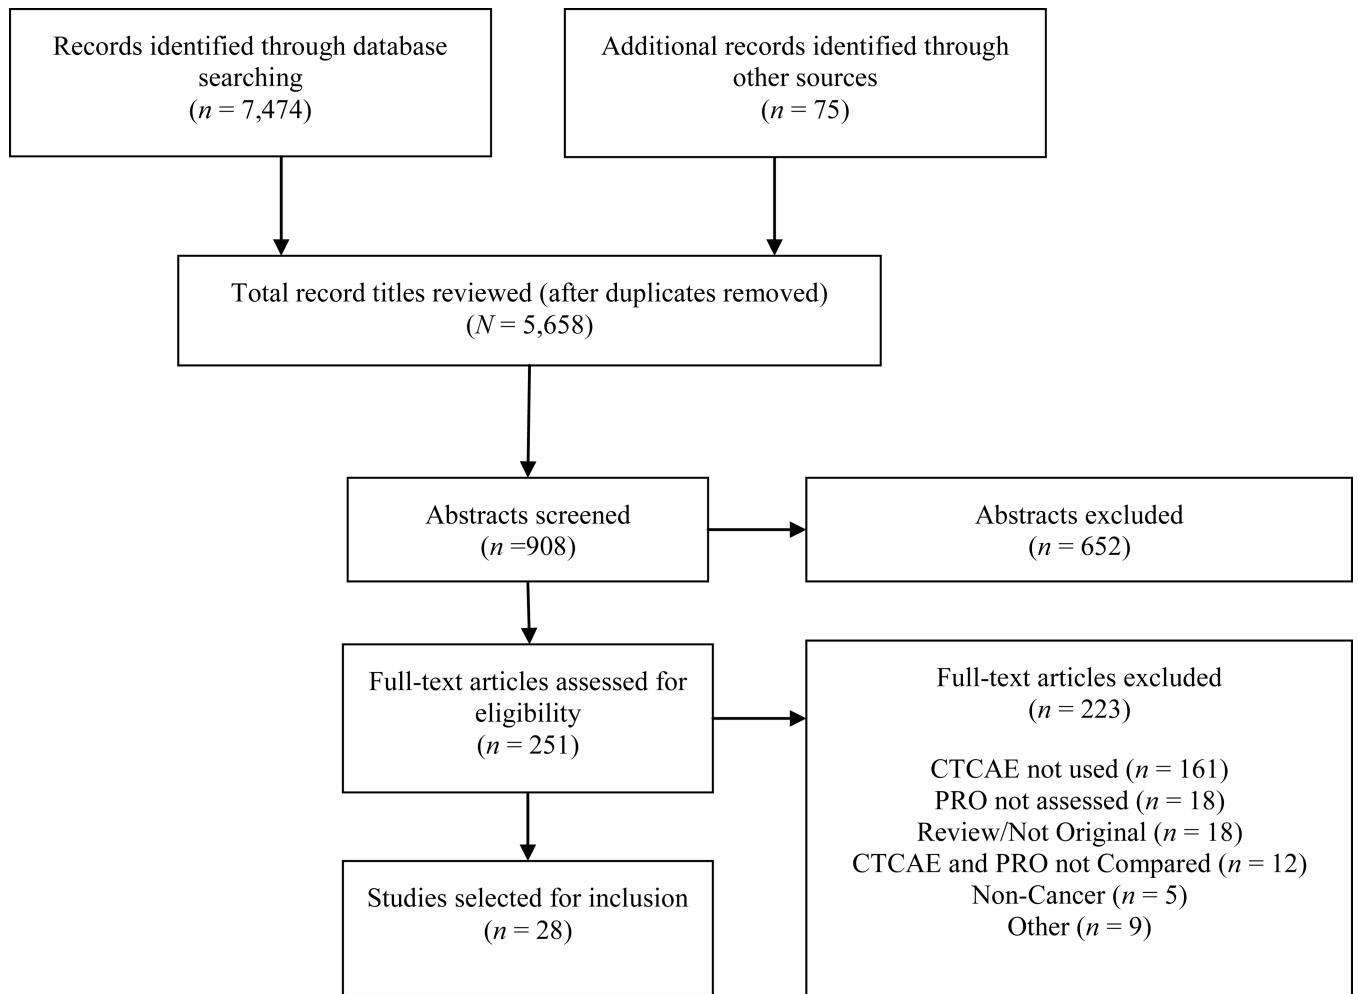 Records identified through database
searching
(n = 7,474)
Additional records identified through
other sources
(n = 75)
Total record titles reviewed (after duplicates removed)
(N = 5,658)
Abstracts screened
(n =908)
Abstracts excluded
(n = 652)
Full-text articles assessed for
eligibility
(n = 251)
Full-text articles excluded
(n = 223)
CTCAE not used (n = 161)
PRO not assessed (n = 18)
Review/Not Original (n = 18)
CTCAE and PRO not Compared (n = 12)
Non-Cancer (n = 5)
Other (n = 9)
Studies selected for inclusion
(n = 28)